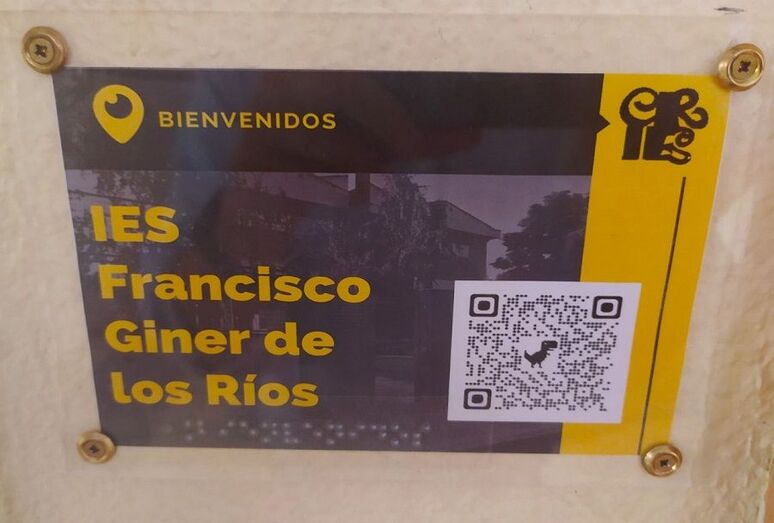 BIENVENIDOS
IES
Francisco
Giner de
los Ríos